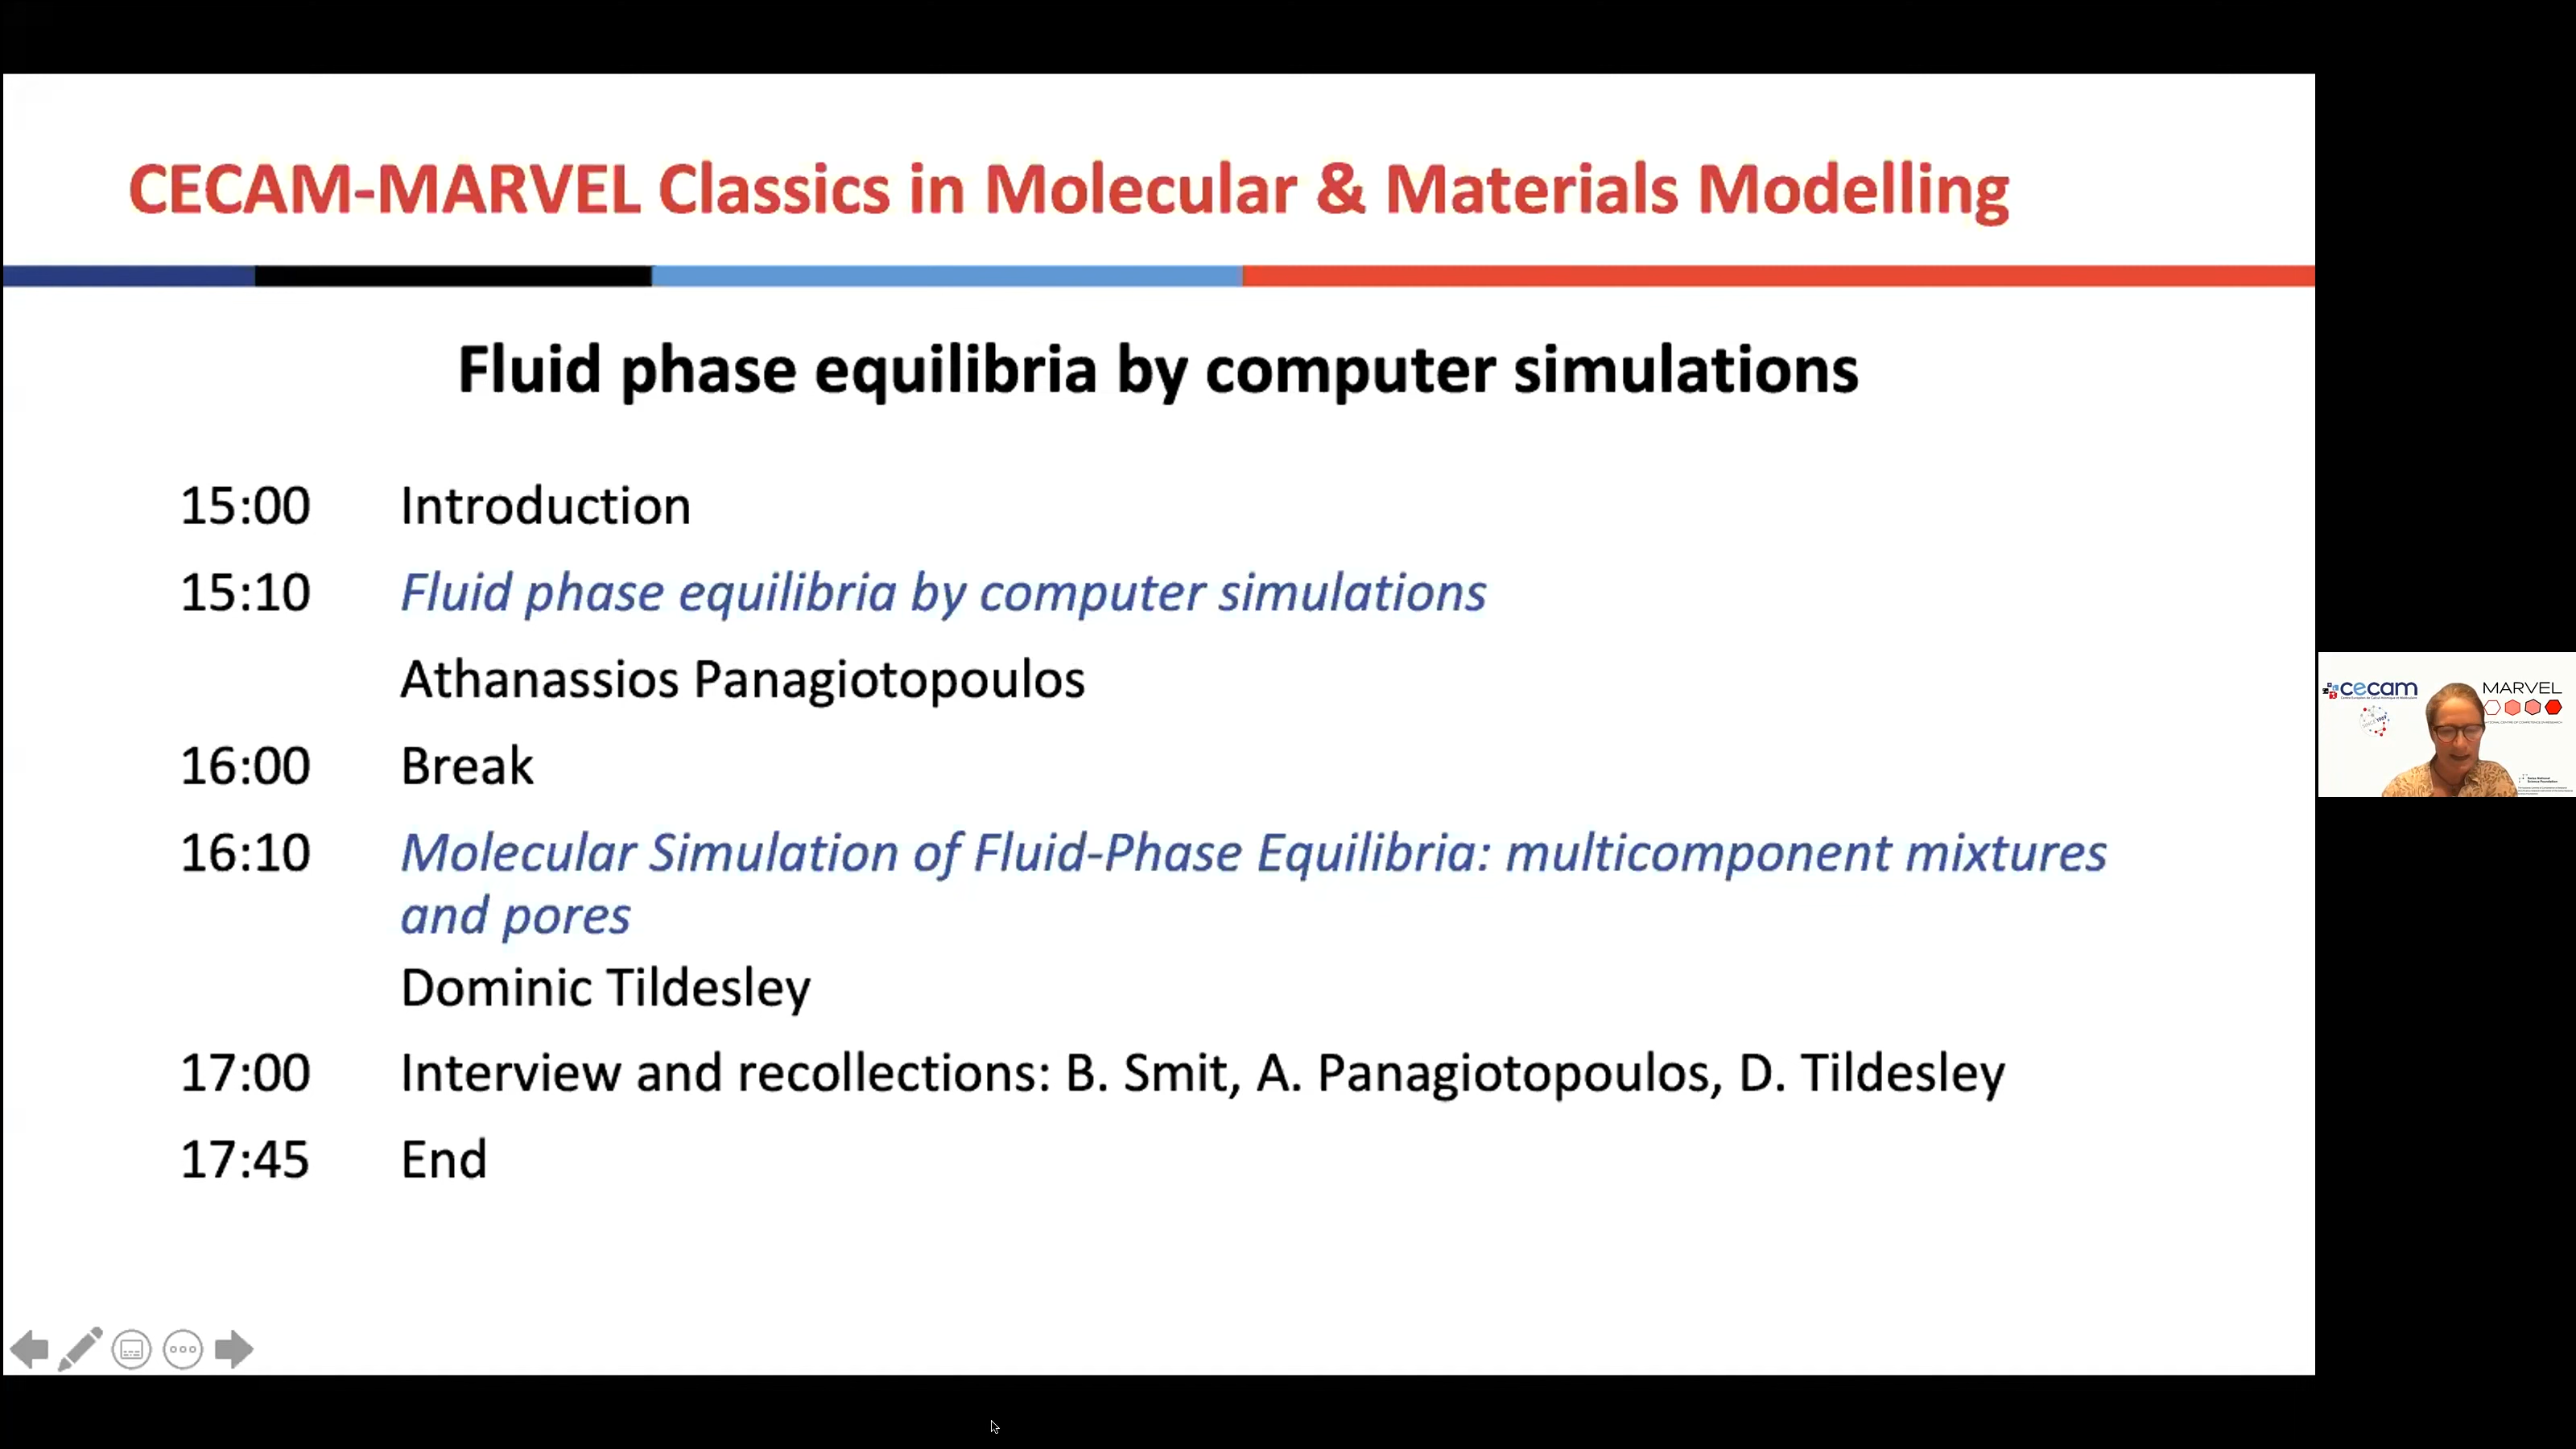 CECAM-MARVEL Classics in Molecular & Materials Modelling
Fluid phase equilibria by computer simulations
15:00 Introduction
15:10 Fluid phase equilibria by computer simulations
Athanassios Panagiotopoulos
16:00 Break
16:10 Molecular Simulation of Fluid-Phase Equilibria: multicomponent mixtures
and pores
Dominic Tildesley
17:00 Interview and recollections: B. Smit, A. Panagiotopoulos, D. Tildesley
17:45 End
cecam
MARVEL